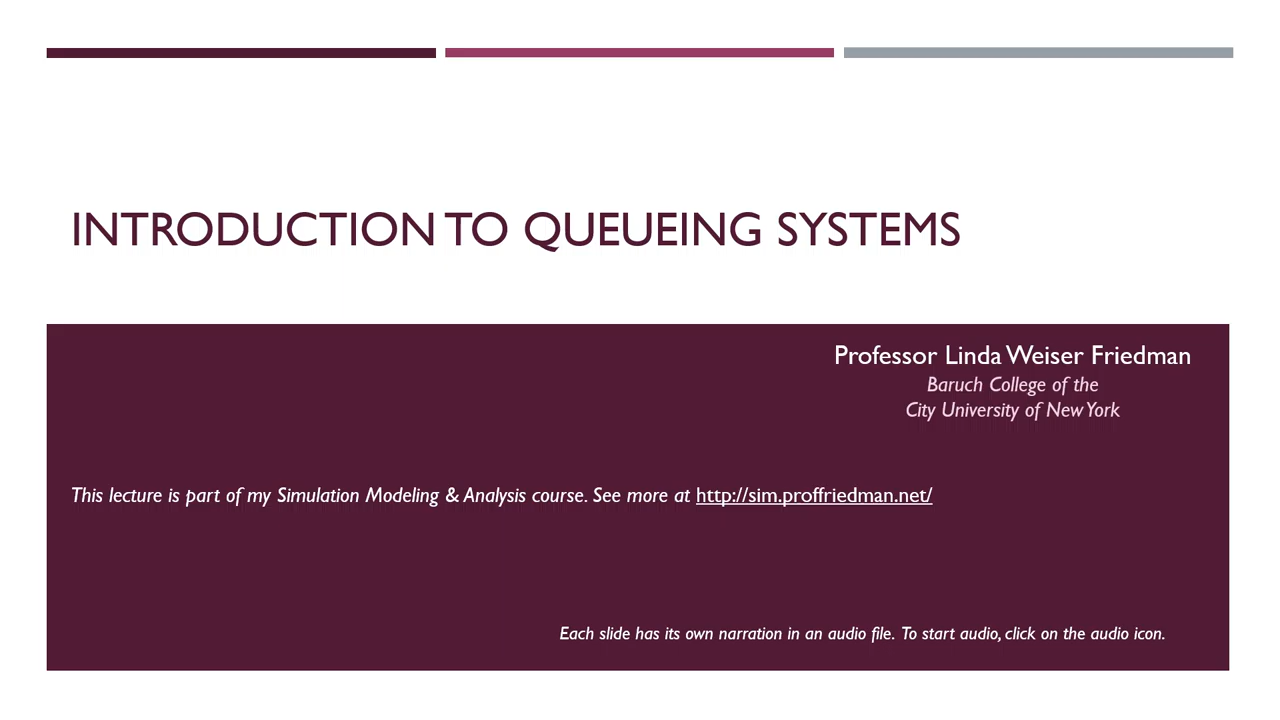 INTRODUCTION TO QUEUEING SYSTEMS
Professor Linda Weiser Friedman
Baruch College of the
City University of New York
This lecture is part of my Simulation Modeling & Analysis course. See more at http://sim.proffriedman.net/
Each slide has its own narration in an audio file. To start audio, click on the audio icon.